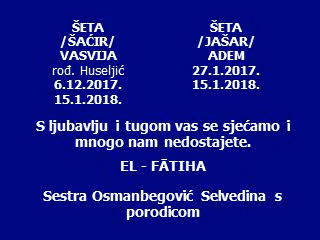 ŠETA
/ŠAĆIR/
VASVIJA
rođ. Huseljić
6.12.2017.
15.1.2018.
ŠETA
/JAŠAR/
ADEM
27.1.2017.
15.1.2018.
S ljubavlju i tugom vas se sjećamo i
mnogo nam nedostajete.
EL - FĀTIHA
Sestra Osmanbegović Selvedina s
porodicom